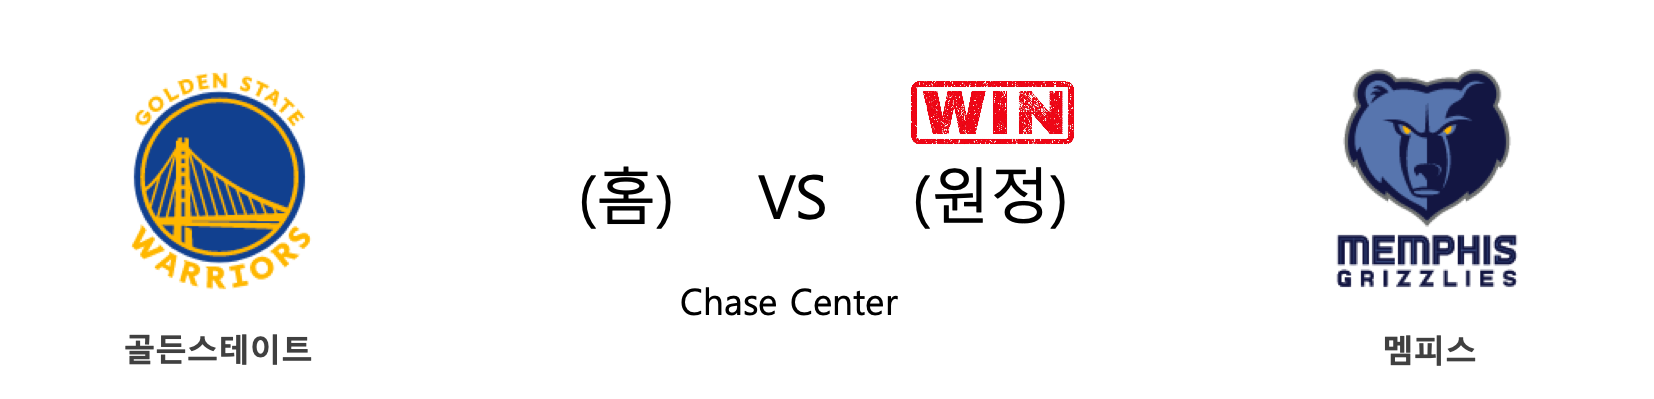 GOLDEN STATE
WARRIORS
WIN
(홈) VS (원정)
MEMPHIS
GRIZZLIES
Chase Center
골든스테이트
멤피스